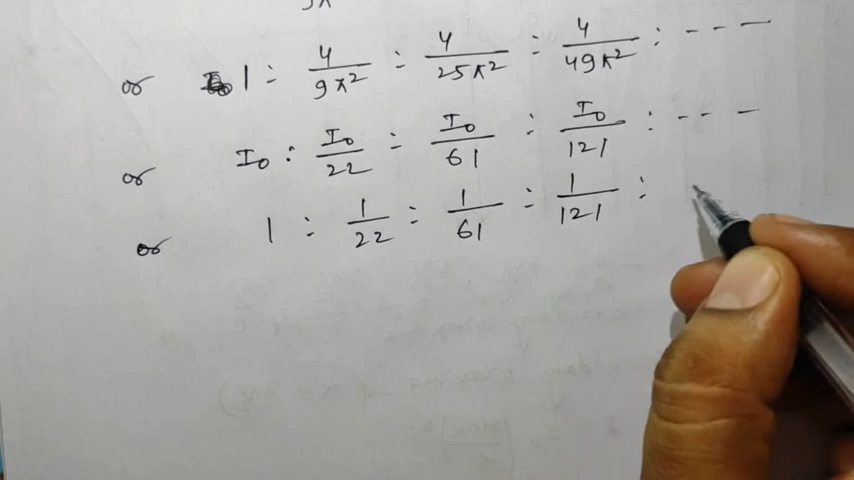 or 1 : 4/9π² : 4/25π² : 4/49π² : - - -
or I₀ : I₀/22 : I₀/61 : I₀/121 : - - -
or 1 : 1/22 : 1/61 : 1/121 :